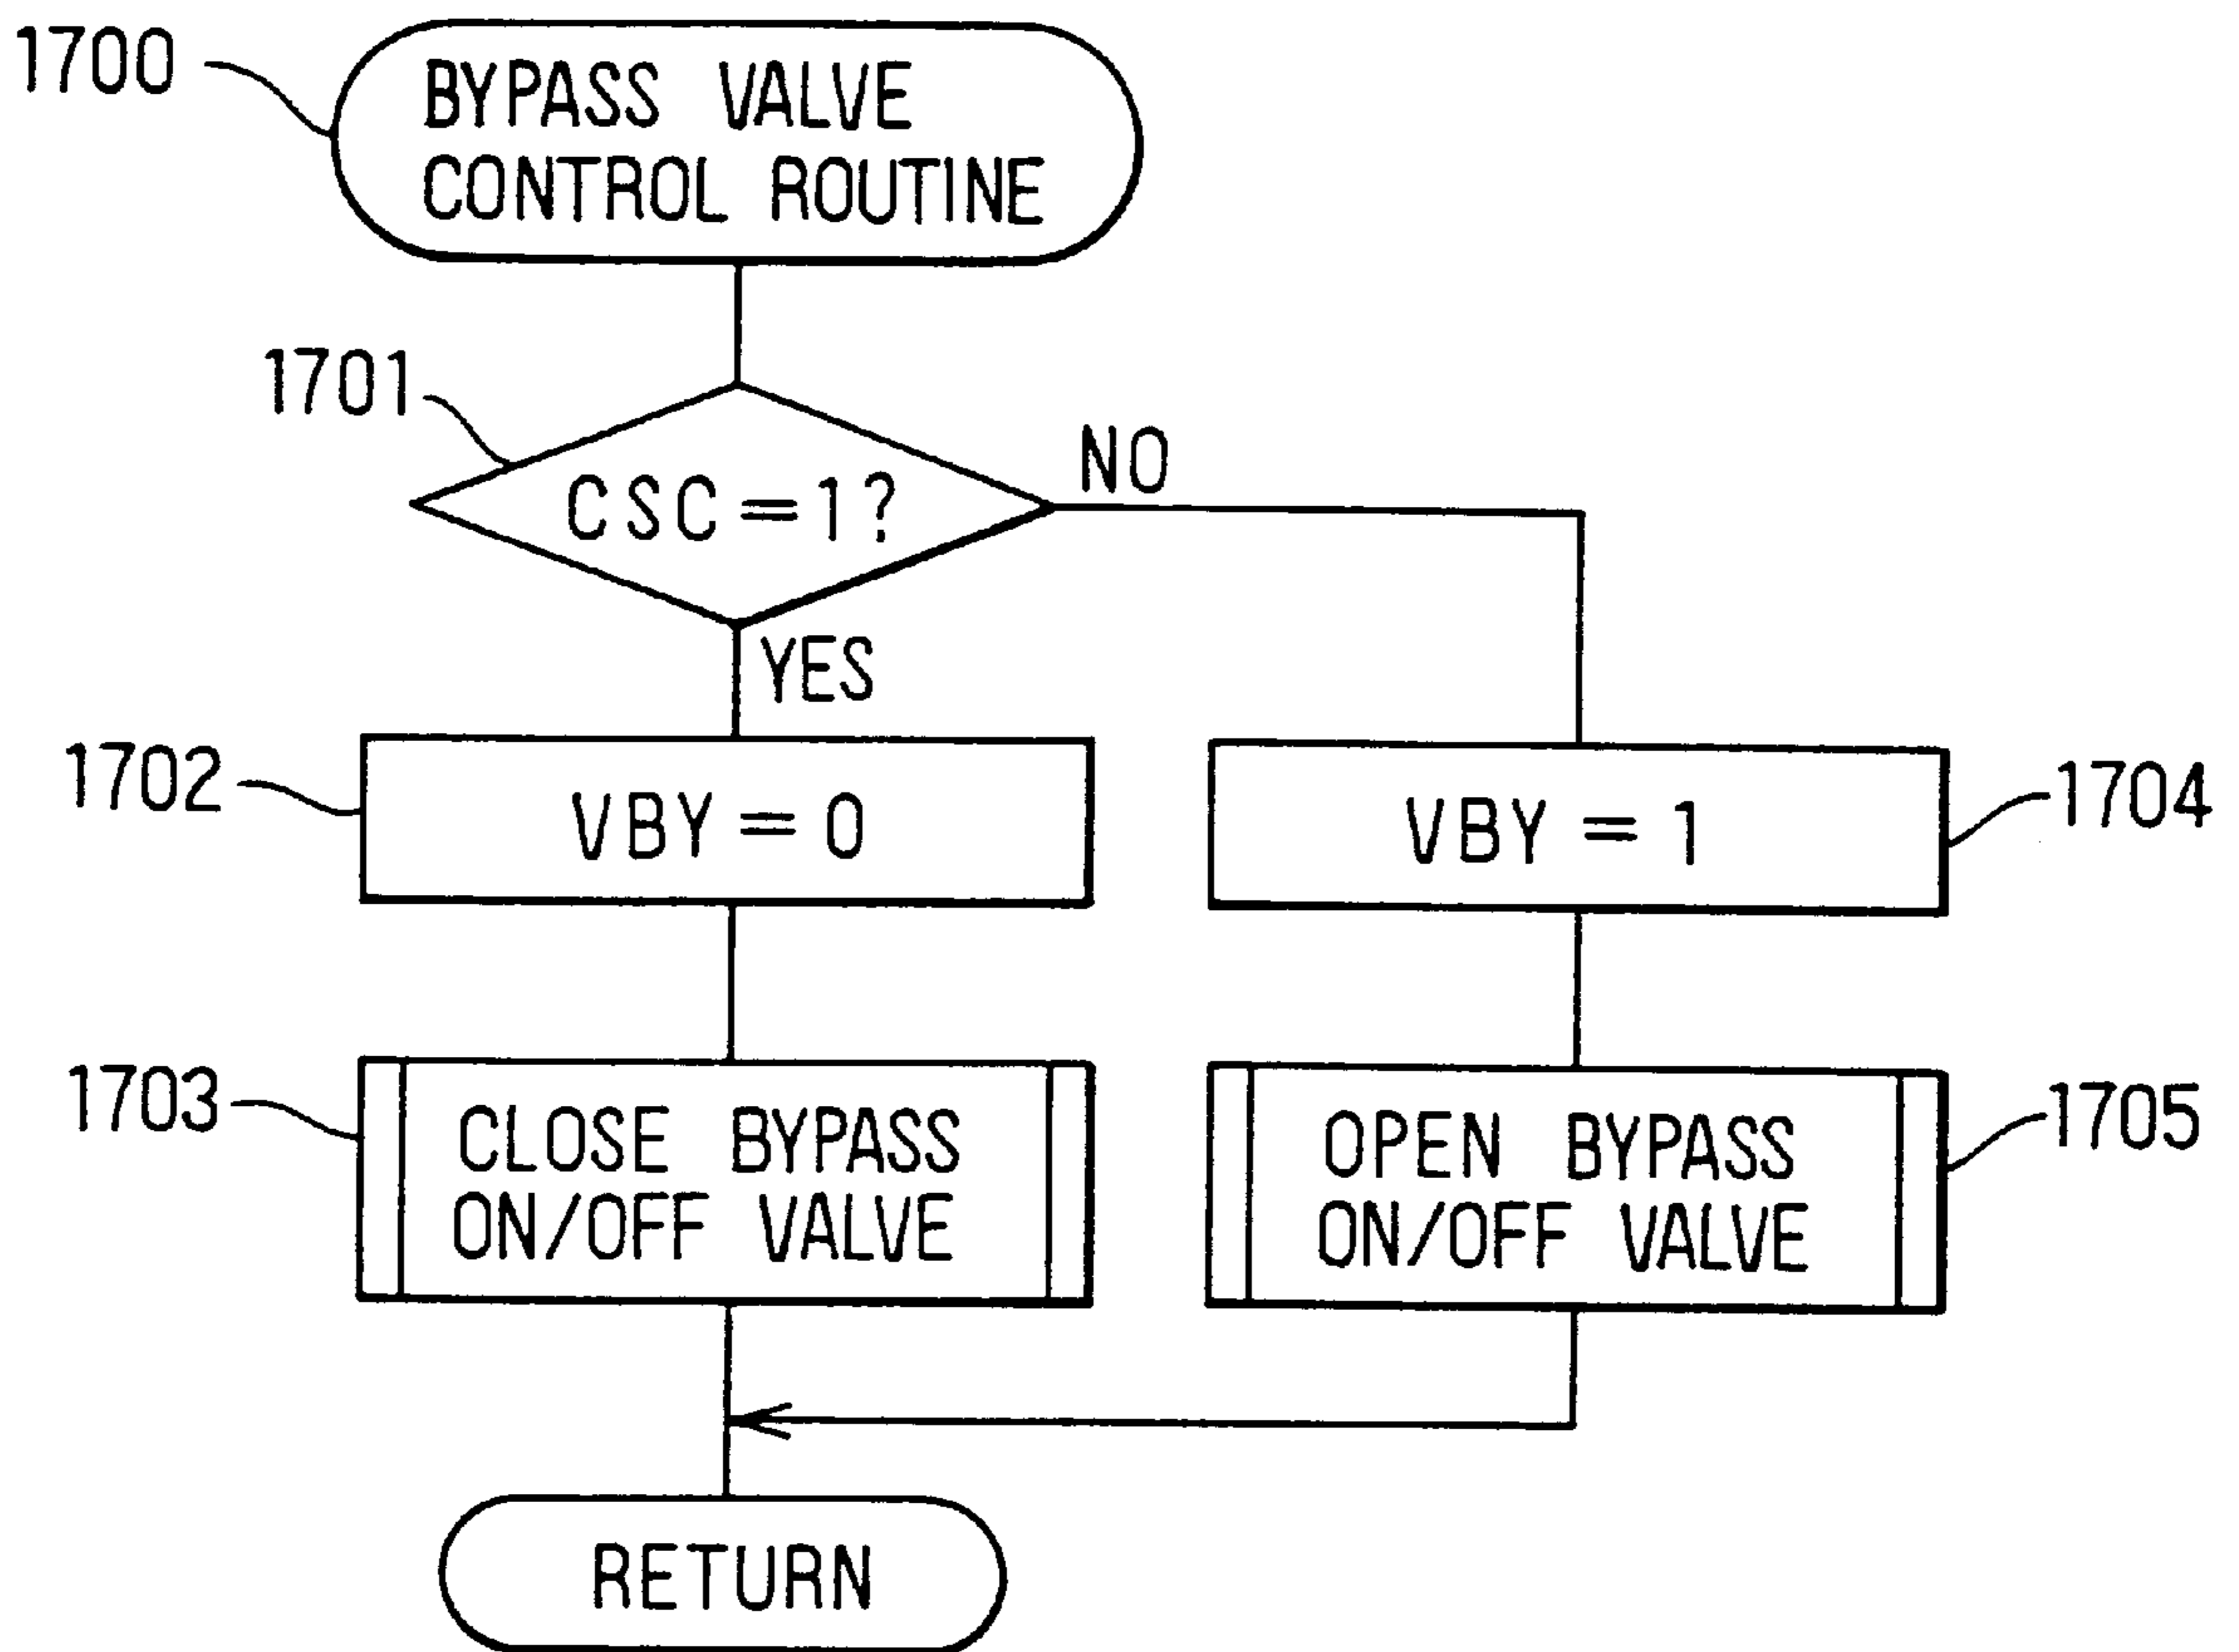 1700
BYPASS VALVE
CONTROL ROUTINE
1701
CSC=1?
NO
YES
1702
VBY=0
VBY=1
1704
1703
CLOSE BYPASS
ON/OFF VALVE
OPEN BYPASS
ON/OFF VALVE
1705
RETURN